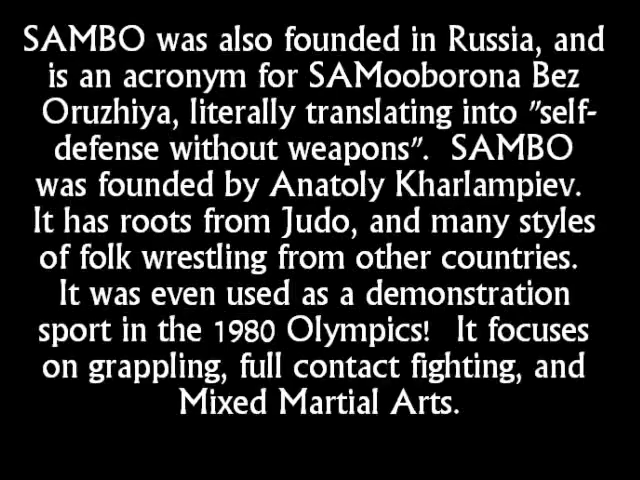 SAMBO was also founded in Russia, and
is an acronym for SAMooborona Bez
Oruzhiya, literally translating into "self-
defense without weapons". SAMBO
was founded by Anatoly Kharlampiev.
It has roots from Judo, and many styles
of folk wrestling from other countries.
It was even used as a demonstration
sport in the 1980 Olympics! It focuses
on grappling, full contact fighting, and
Mixed Martial Arts.